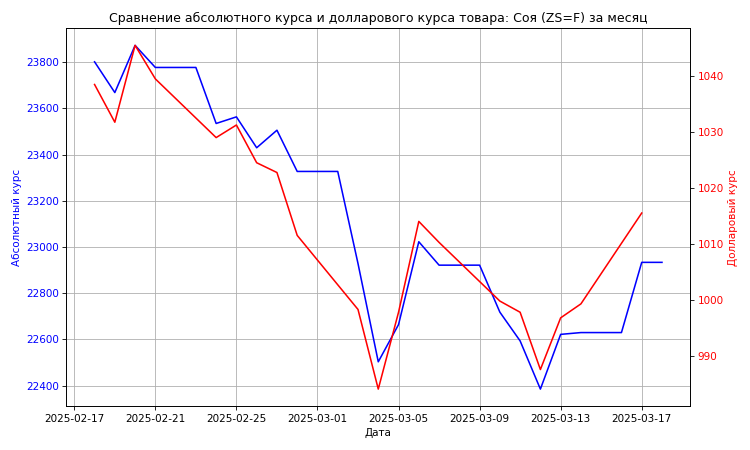 Сравнение абсолютного курса и долларового курса товара: Соя (ZS=F) за месяц
23800
23600
23400
23200
23000
22800
22600
22400
Абсолютный курс
1040
1030
1020
1010
1000
990
Долларовый курс
2025-02-17 2025-02-21 2025-02-25 2025-03-01 2025-03-05 2025-03-09 2025-03-13 2025-03-17
Дата